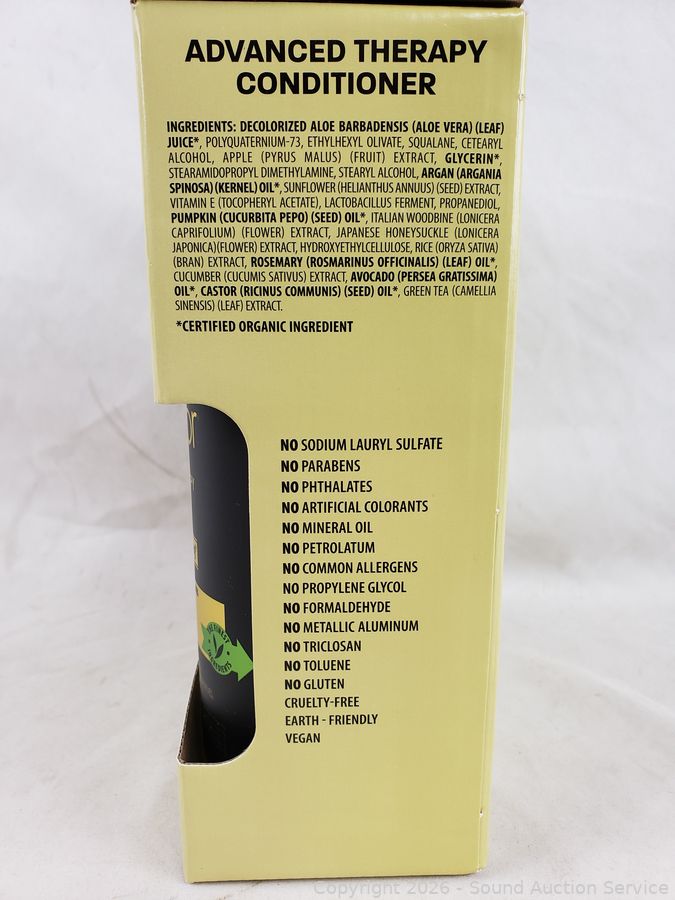 ADVANCED THERAPY
CONDITIONER
INGREDIENTS: DECOLORIZED ALOE BARBADENSIS (ALOE VERA) (LEAF)
JUICE*, POLYQUATERNIUM-73, ETHYLHEXYL OLIVATE, SQUALANE, CETEARYL
ALCOHOL, APPLE (PYRUS MALUS) (FRUIT) EXTRACT, GLYCERIN*,
STEARAMIDOPROPYL DIMETHYLAMINE, STEARYL ALCOHOL, ARGAN (ARGANIA
SPINOSA) (KERNEL) OIL*, SUNFLOWER (HELIANTHUS ANNUUS) (SEED) EXTRACT,
VITAMIN E (TOCOPHERYL ACETATE), LACTOBACILLUS FERMENT, PROPANEDIOL,
PUMPKIN (CUCURBITA PEPO) (SEED) OIL*, ITALIAN WOODBINE (LONICERA
CAPRIFOLIUM) (FLOWER) EXTRACT, JAPANESE HONEYSUCKLE (LONICERA
JAPONICA)(FLOWER) EXTRACT, HYDROXYETHYLCELLULOSE, RICE (ORYZA SATIVA)
(BRAN) EXTRACT, ROSEMARY (ROSMARINUS OFFICINALIS) (LEAF) OIL*,
CUCUMBER (CUCUMIS SATIVUS) EXTRACT, AVOCADO (PERSEA GRATISSIMA)
OIL*, CASTOR (RICINUS COMMUNIS) (SEED) OIL*, GREEN TEA (CAMELLIA
SINENSIS) (LEAF) EXTRACT.
*CERTIFIED ORGANIC INGREDIENT
NO SODIUM LAURYL SULFATE
NO PARABENS
NO PHTHALATES
NO ARTIFICIAL COLORANTS
NO MINERAL OIL
NO PETROLATUM
NO COMMON ALLERGENS
NO PROPYLENE GLYCOL
NO FORMALDEHYDE
NO METALLIC ALUMINUM
NO TRICLOSAN
NO TOLUENE
NO GLUTEN
CRUELTY-FREE
EARTH - FRIENDLY
VEGAN
Copyright 2026 - Sound Auction Service